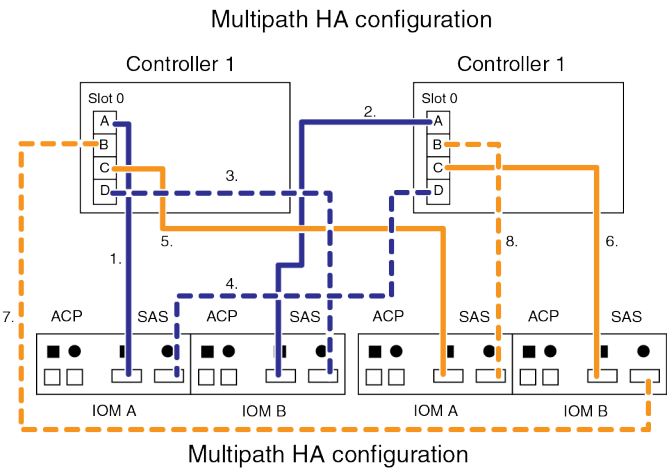 Multipath HA configuration
Controller 1 Controller 1
Slot 0 Slot 0
A A
B B
C C
D D
2.
3.
1. 5. 8. 6.
4.
7. ACP SAS ACP SAS ACP SAS ACP SAS
IOM A IOM B IOM A IOM B
Multipath HA configuration